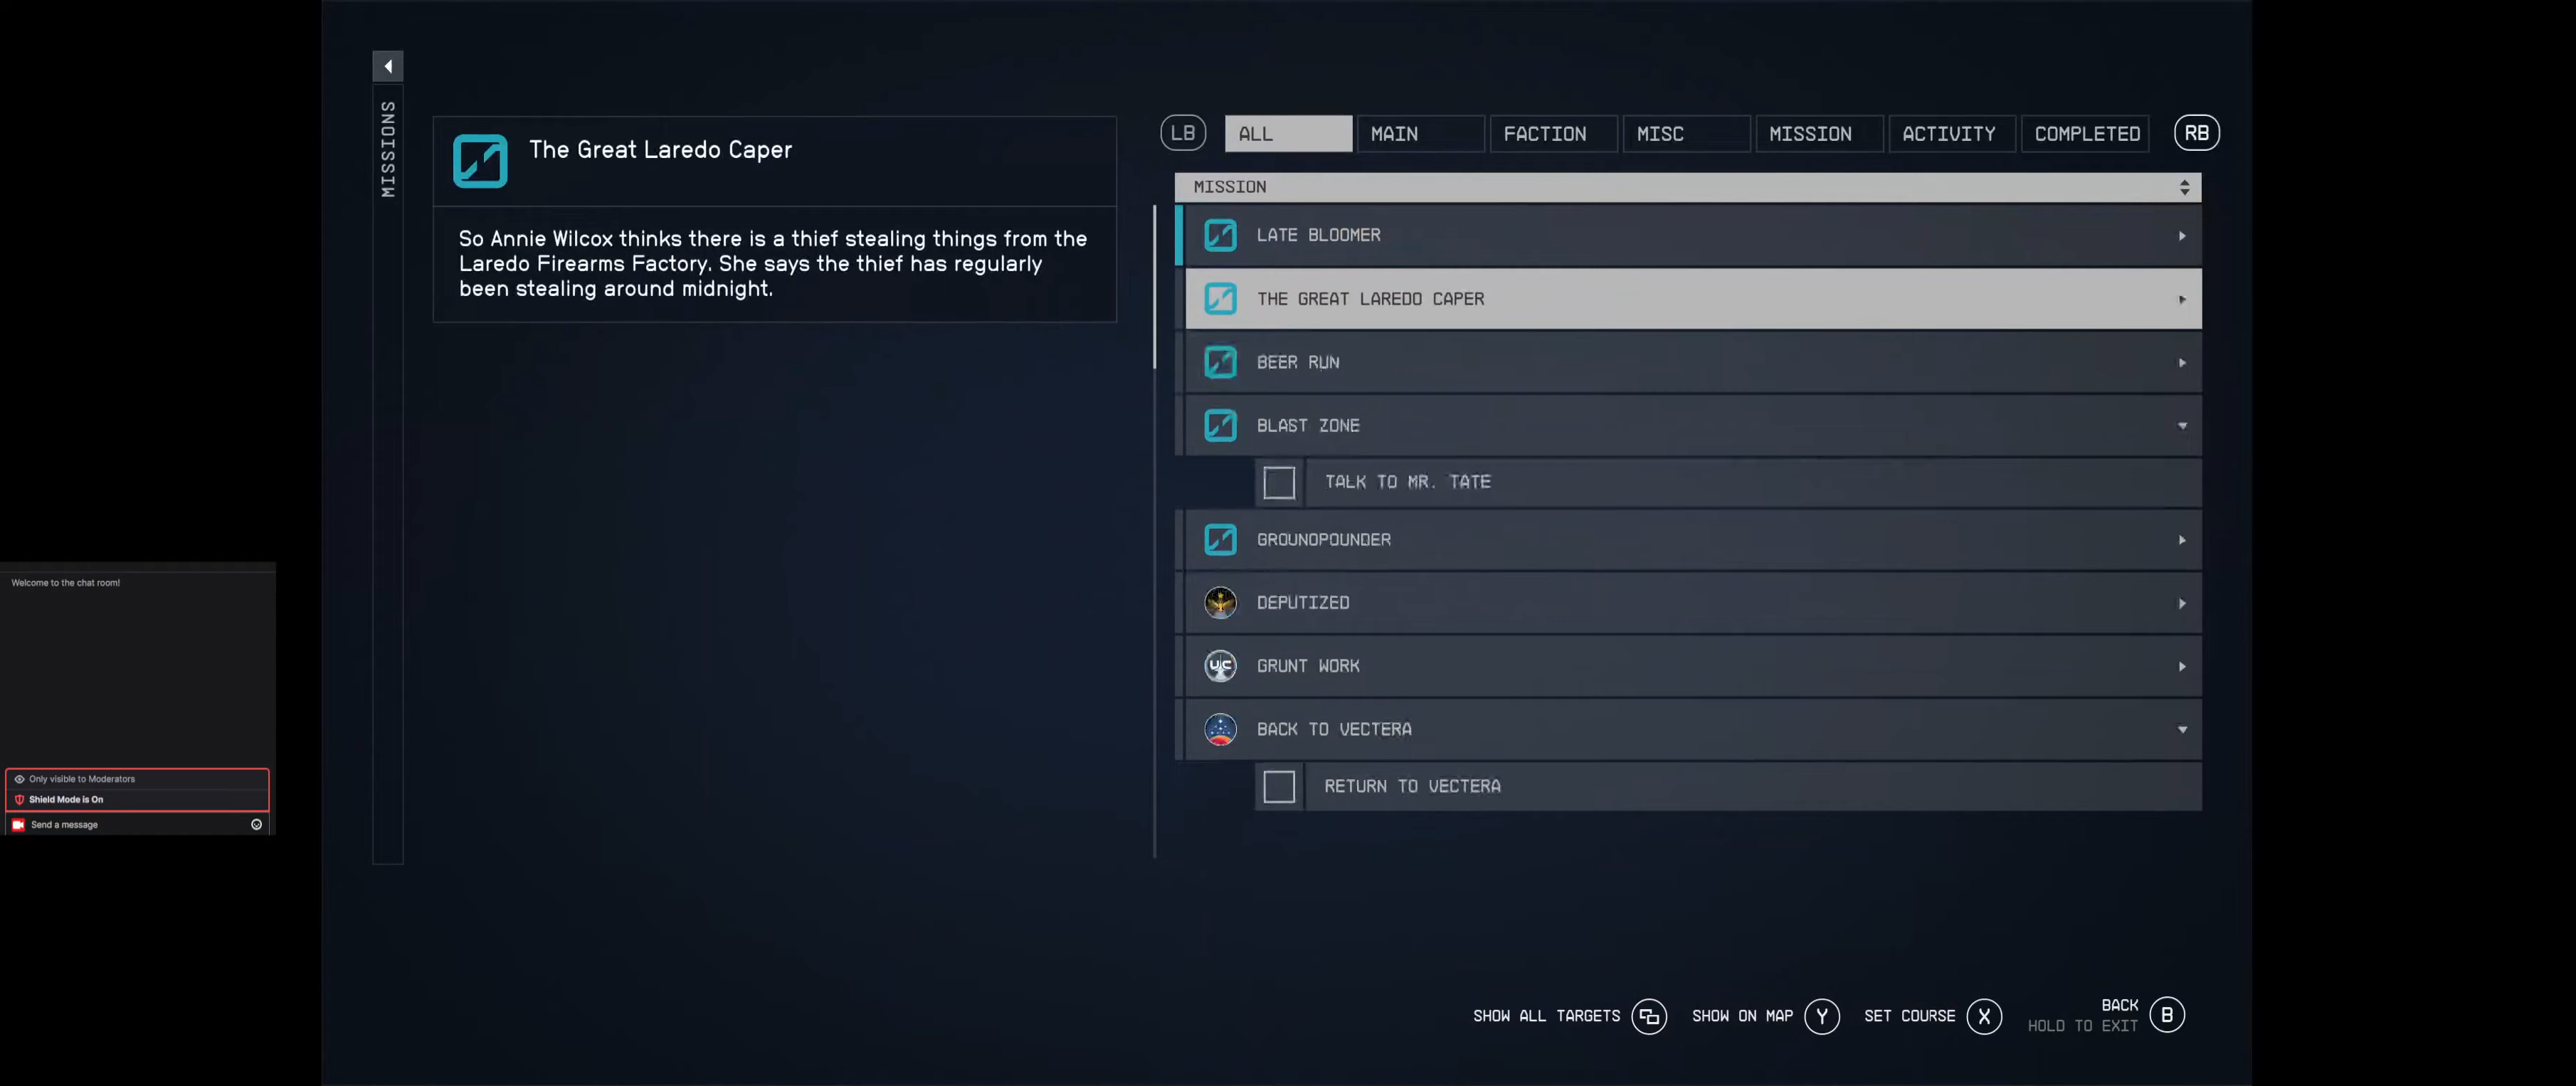 MISSIONS
The Great Laredo Caper
So Annie Wilcox thinks there is a thief stealing things from the
Laredo Firearms Factory. She says the thief has regularly
been stealing around midnight.
LB
ALL
MAIN
FACTION
MISC
MISSION
ACTIVITY
COMPLETED
RB
MISSION
LATE BLOOMER
THE GREAT LAREDO CAPER
BEER RUN
BLAST ZONE
TALK TO MR. TATE
GROUNDPOUNDER
DEPUTIZED
UC
GRUNT WORK
BACK TO VECTERA
RETURN TO VECTERA
Welcome to the chat room!
Only visible to Moderators
Shield Mode is On
Send a message
SHOW ALL TARGETS
SHOW ON MAP
Y
SET COURSE
X
BACK
HOLD TO EXIT
B